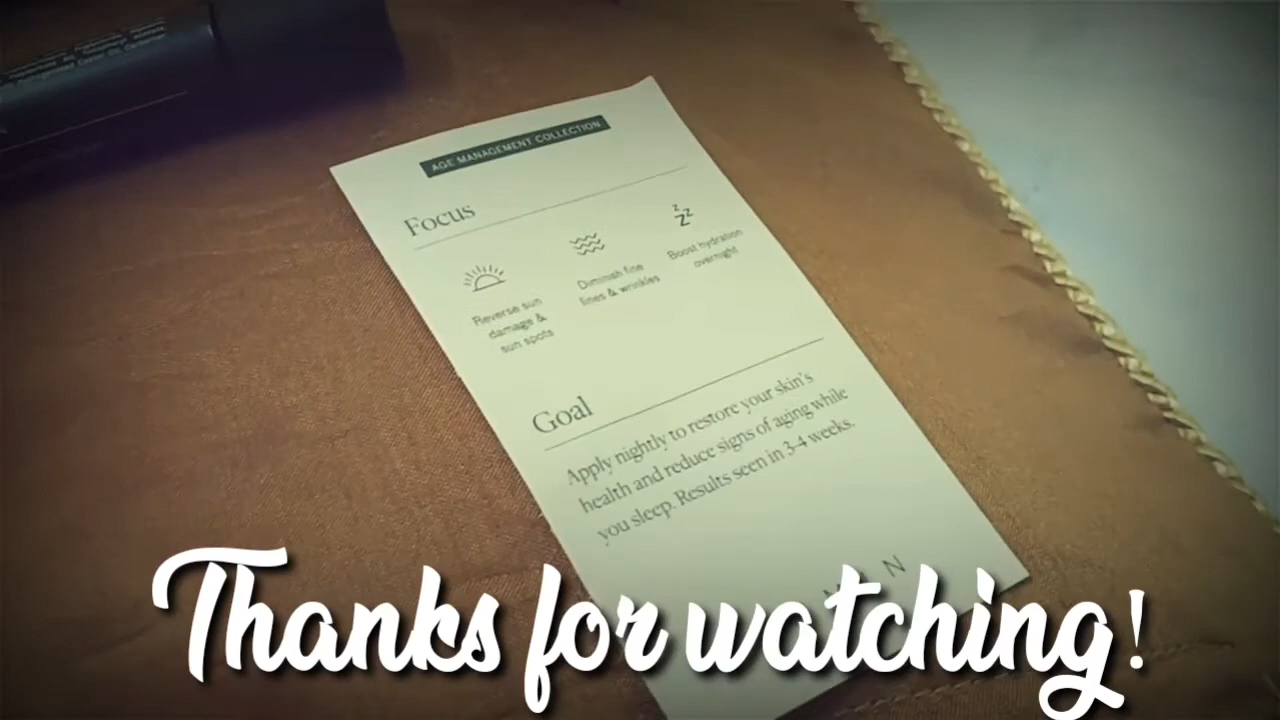 AGE MANAGEMENT COLLECTION
Focus
Reverse sun
damage &
sun spots
Diminish fine
lines & wrinkles
Boost hydration
overnight
Goal
Apply nightly to restore your skin's
health and reduce signs of aging while
you sleep. Results seen in 3-4 weeks.
Thanks for watching!